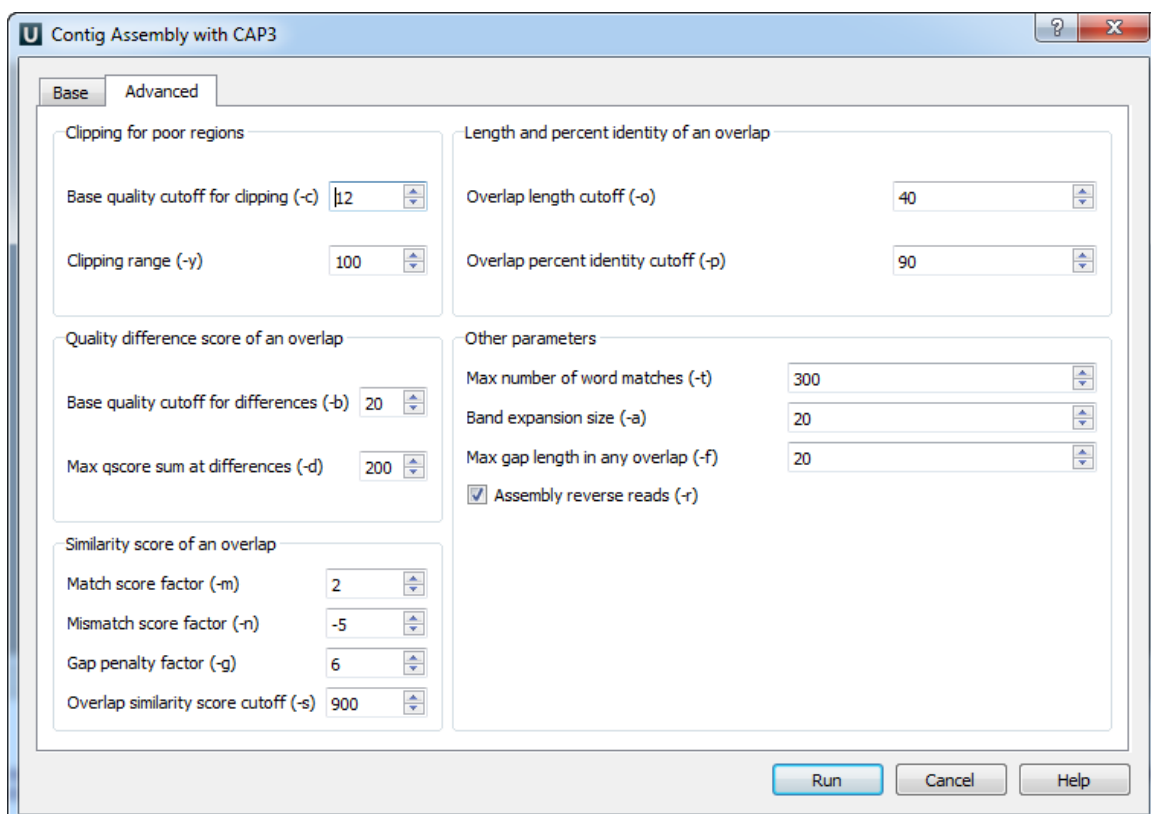 U Contig Assembly with CAP3 ? X
Base Advanced
Clipping for poor regions
Base quality cutoff for clipping (-c) 12
Clipping range (-y) 100
Length and percent identity of an overlap
Overlap length cutoff (-o) 40
Overlap percent identity cutoff (-p) 90
Quality difference score of an overlap
Base quality cutoff for differences (-b) 20
Max qscore sum at differences (-d) 200
Other parameters
Max number of word matches (-t) 300
Band expansion size (-a) 20
Max gap length in any overlap (-f) 20
Assembly reverse reads (-r)
Similarity score of an overlap
Match score factor (-m) 2
Mismatch score factor (-n) -5
Gap penalty factor (-g) 6
Overlap similarity score cutoff (-s) 900
Run Cancel Help